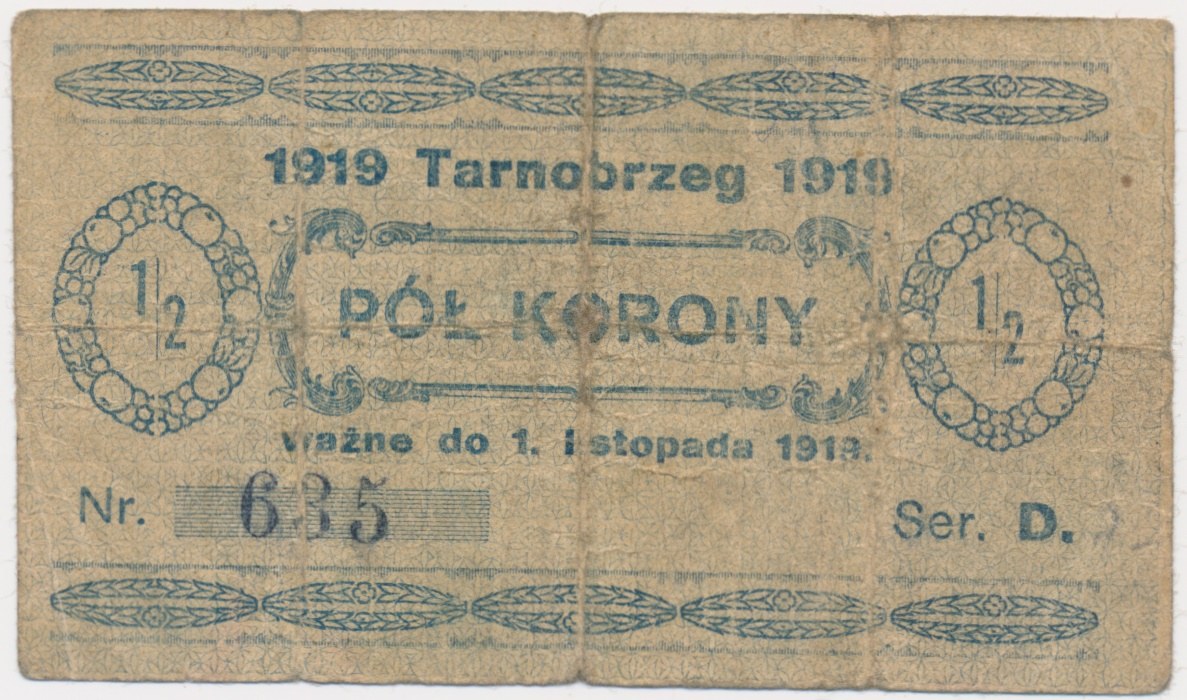 1919 Tarnobrzeg 1919
1/2 PÓŁ KORONY 1/2
ważne do 1. listopada 1919.
Nr. 635 Ser. D.